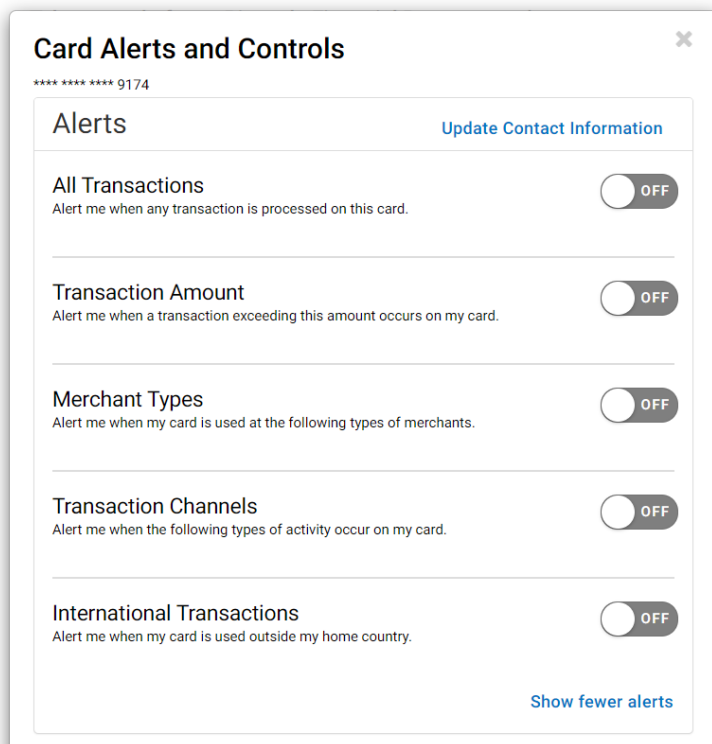 Card Alerts and Controls
**** **** **** 9174
Alerts
Update Contact Information
All Transactions
OFF
Alert me when any transaction is processed on this card.
Transaction Amount
OFF
Alert me when a transaction exceeding this amount occurs on my card.
Merchant Types
OFF
Alert me when my card is used at the following types of merchants.
Transaction Channels
OFF
Alert me when the following types of activity occur on my card.
International Transactions
OFF
Alert me when my card is used outside my home country.
Show fewer alerts